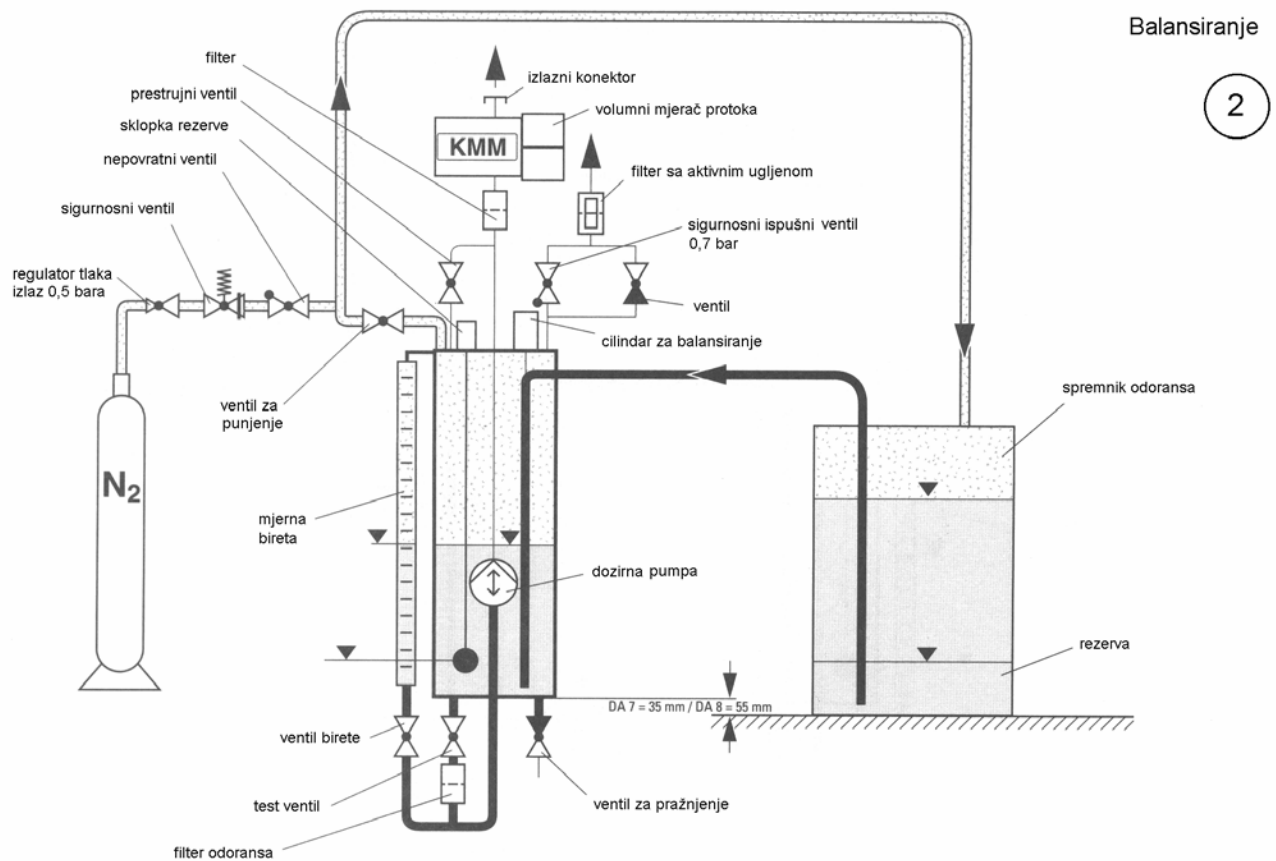 Balansiranje
2
filter
prestrujni ventil
sklopka rezerve
nepovratni ventil
sigurnosni ventil
regulator tlaka
izlaz 0,5 bara
izlazni konektor
volumni mjerač protoka
KMM
filter sa aktivnim ugljenom
sigurnosni ispušni ventil
0,7 bar
ventil
cilindar za balansiranje
ventil za
punjenje
spremnik odoransa
N2
mjerna
bireta
dozirna pumpa
rezerva
DA 7 = 35 mm / DA 8 = 55 mm
ventil birete
test ventil
ventil za pražnjenje
filter odoransa